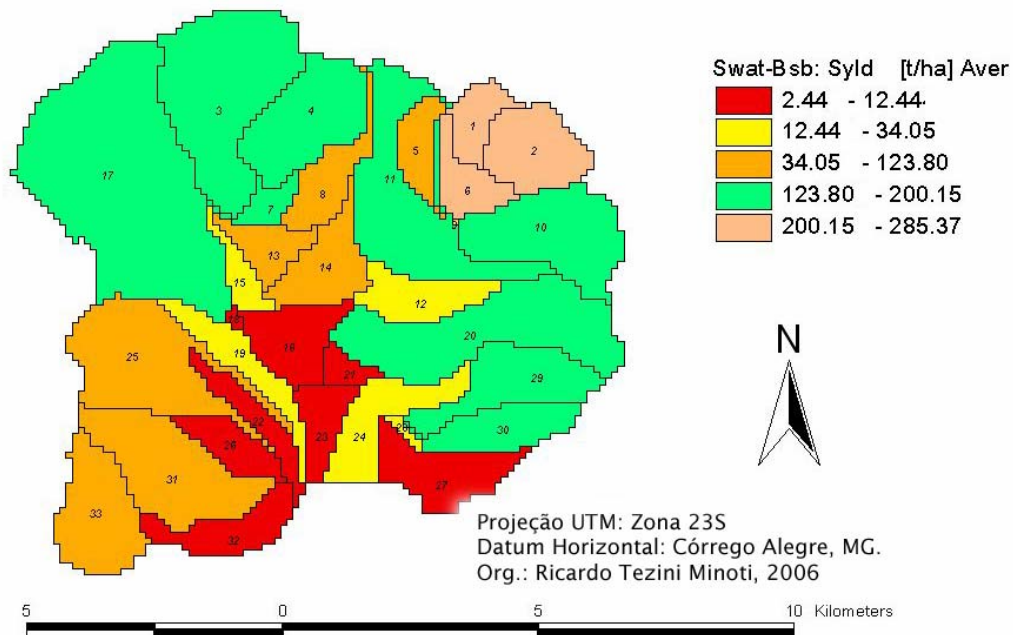 Swat-Bsb: Syld [t/ha] Aver
2.44 - 12.44
12.44 - 34.05
34.05 - 123.80
123.80 - 200.15
200.15 - 285.37
3
4
1
2
5
17
11
8
6
7
9
10
13
14
15
12
18
20
19
25
21
29
22
23
24
28
30
26
27
31
33
32
N
Projeção UTM: Zona 23S
Datum Horizontal: Córrego Alegre, MG.
Org.: Ricardo Tezini Minoti, 2006
5 0 5 10 Kilometers